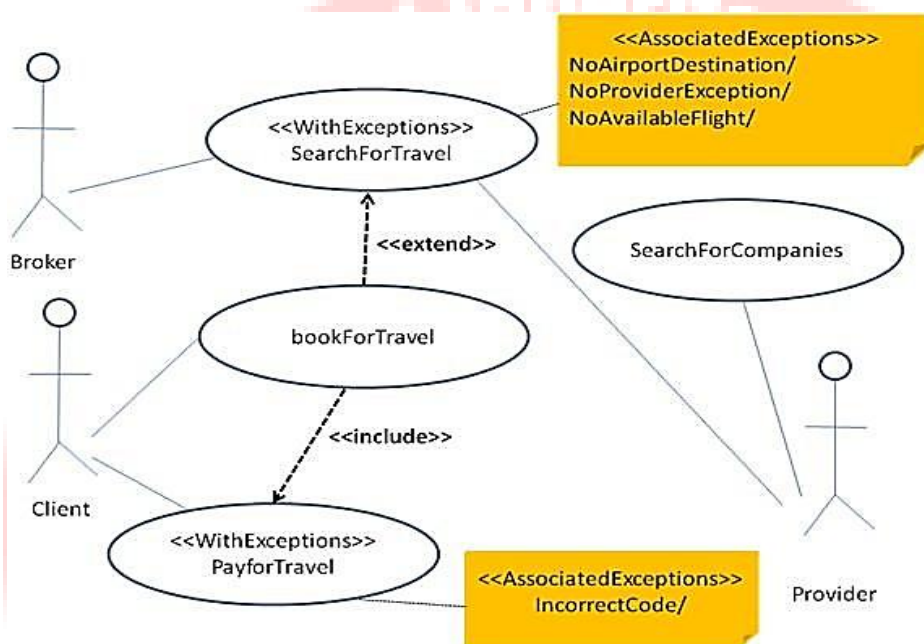 <<AssociatedExceptions>>
NoAirportDestination/
NoProviderException/
NoAvailableFlight/
<<WithExceptions>>
SearchForTravel
Broker
<<extend>>
SearchForCompanies
bookForTravel
<<include>>
Client
<<WithExceptions>>
PayforTravel
<<AssociatedExceptions>>
IncorrectCode/
Provider